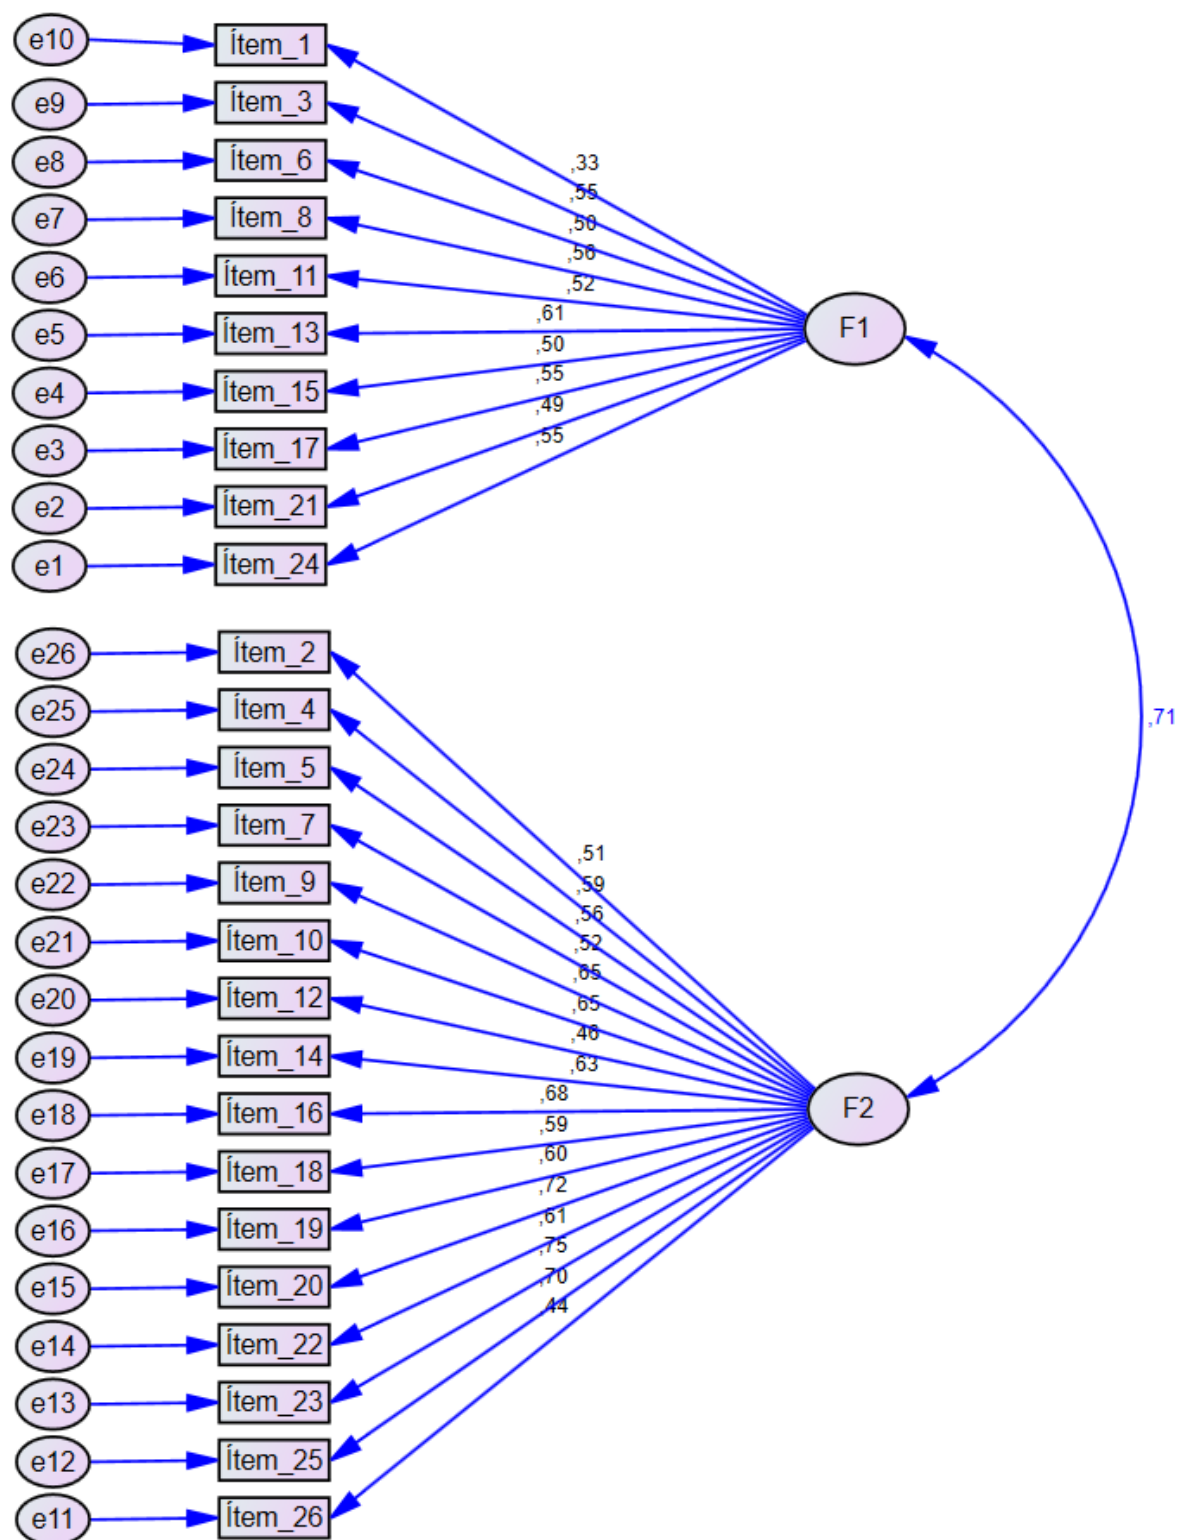 e10 Ítem_1
e9 Ítem_3
e8 Ítem_6
e7 Ítem_8
e6 Ítem_11
e5 Ítem_13
e4 Ítem_15
e3 Ítem_17
e2 Ítem_21
e1 Ítem_24
,33
,55
,50
,56
,52
,61
,50
,55
,49
,55
F1
,71
e26 Ítem_2
e25 Ítem_4
e24 Ítem_5
e23 Ítem_7
e22 Ítem_9
e21 Ítem_10
e20 Ítem_12
e19 Ítem_14
e18 Ítem_16
e17 Ítem_18
e16 Ítem_19
e15 Ítem_20
e14 Ítem_22
e13 Ítem_23
e12 Ítem_25
e11 Ítem_26
,51
,59
,56
,52
,65
,65
,46
,63
,68
,59
,60
,72
,61
,75
,70
,44
F2